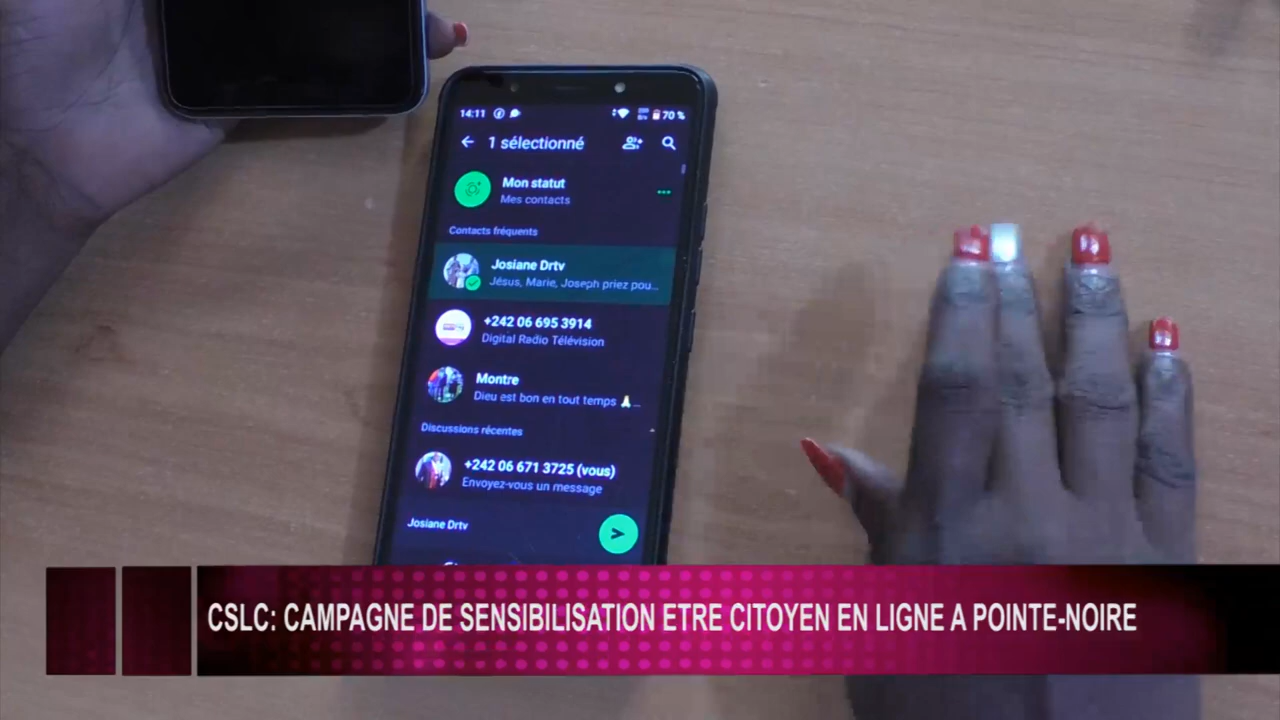 14:11 70 %
1 sélectionné
Mon statut
Mes contacts
Contacts fréquents
Josiane Drtv
Jésus, Marie, Joseph priez pou...
+242 06 695 3914
Digital Radio Télévision
Montre
Dieu est bon en tout temps 🙏...
Discussions récentes
+242 06 671 3725 (vous)
Envoyez-vous un message
Josiane Drtv
CSLC: CAMPAGNE DE SENSIBILISATION ETRE CITOYEN EN LIGNE A POINTE-NOIRE